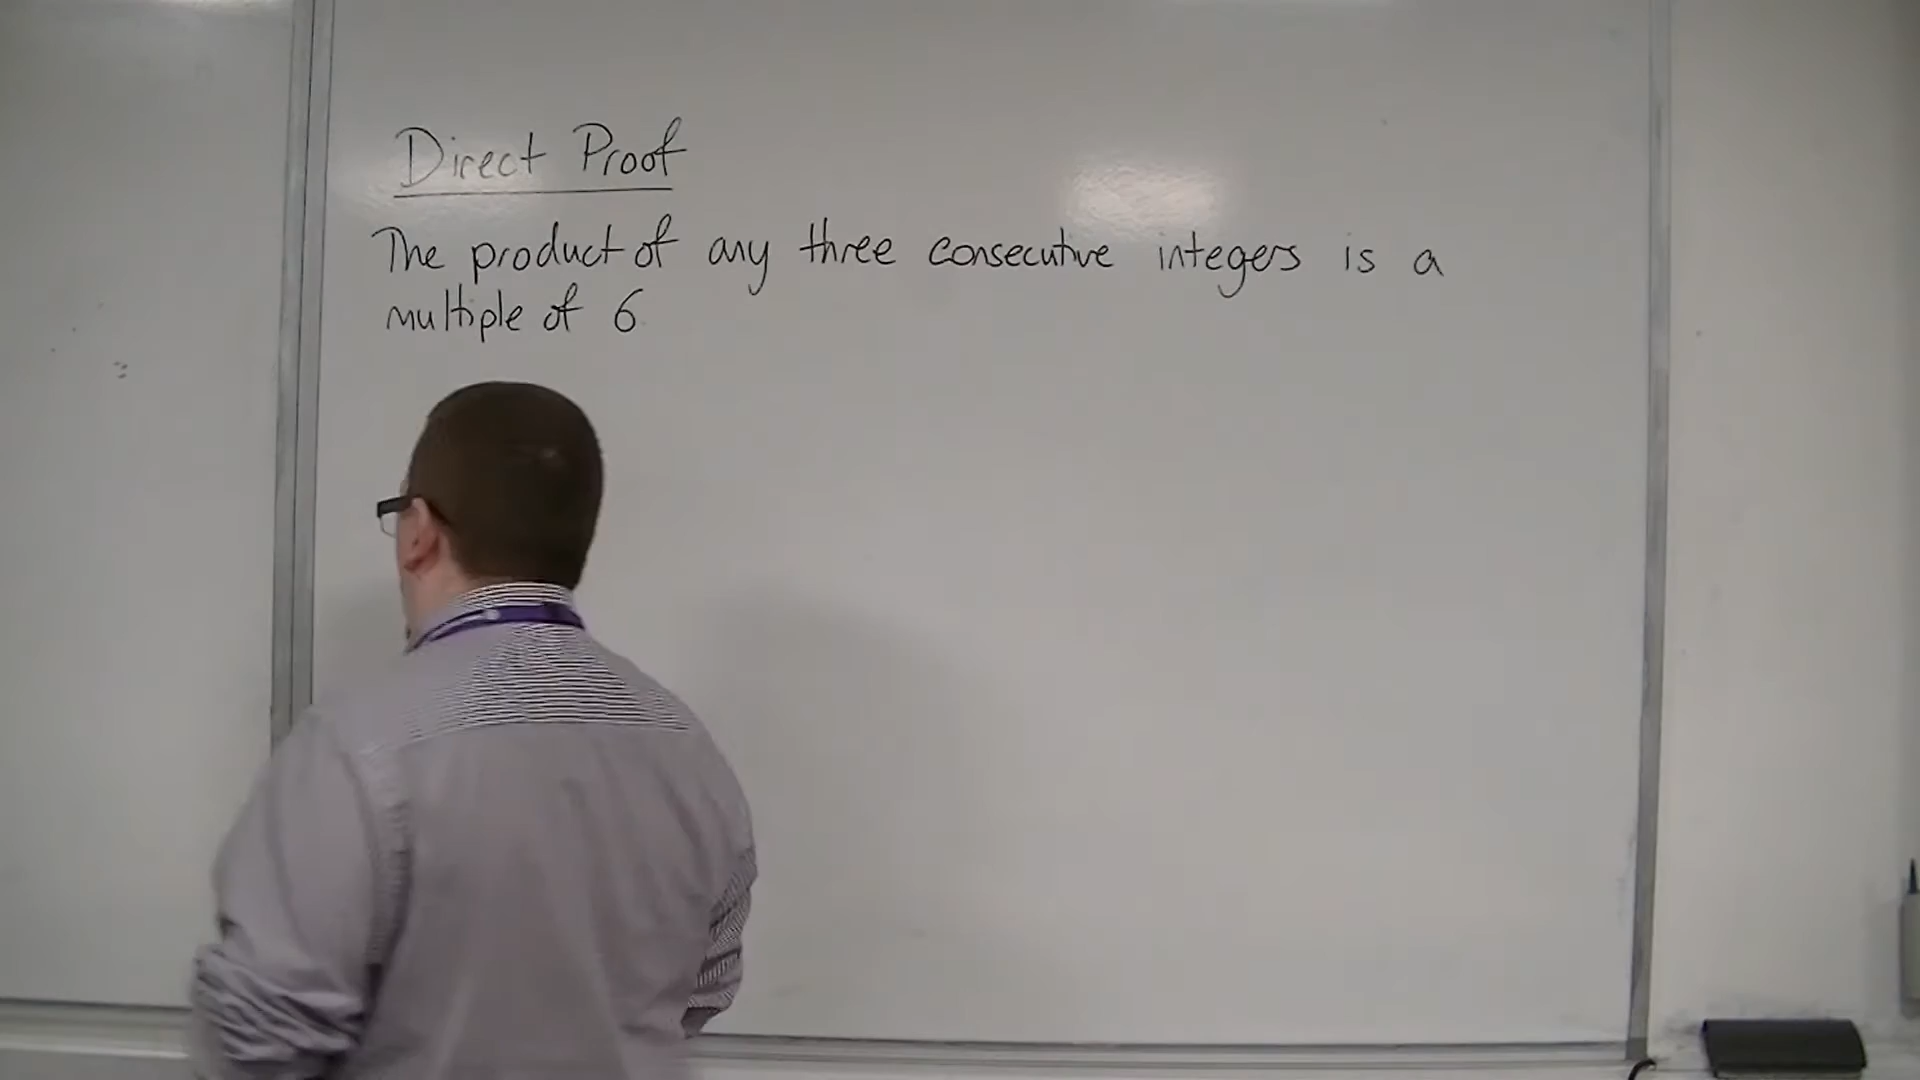 Direct Proof
The product of any three consecutive integers is a
multiple of 6